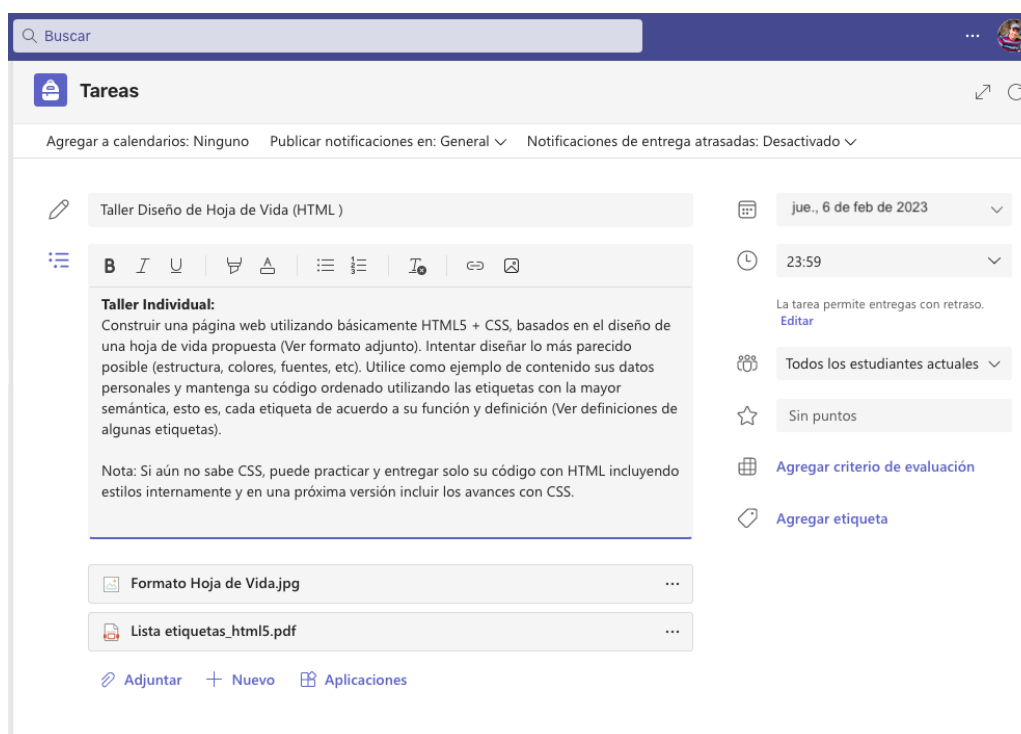 Buscar
Tareas
Agregar a calendarios: Ninguno Publicar notificaciones en: General Notificaciones de entrega atrasadas: Desactivado
Taller Diseño de Hoja de Vida (HTML )
jue., 6 de feb de 2023
B I U
23:59
La tarea permite entregas con retraso.
Editar
Taller Individual:
Construir una página web utilizando básicamente HTML5 + CSS, basados en el diseño de
una hoja de vida propuesta (Ver formato adjunto). Intentar diseñar lo más parecido
posible (estructura, colores, fuentes, etc). Utilice como ejemplo de contenido sus datos
personales y mantenga su código ordenado utilizando las etiquetas con la mayor
semántica, esto es, cada etiqueta de acuerdo a su función y definición (Ver definiciones de
algunas etiquetas).
Nota: Si aún no sabe CSS, puede practicar y entregar solo su código con HTML incluyendo
estilos internamente y en una próxima versión incluir los avances con CSS.
Todos los estudiantes actuales
Sin puntos
Agregar criterio de evaluación
Agregar etiqueta
Formato Hoja de Vida.jpg
Lista etiquetas_html5.pdf
Adjuntar Nuevo Aplicaciones